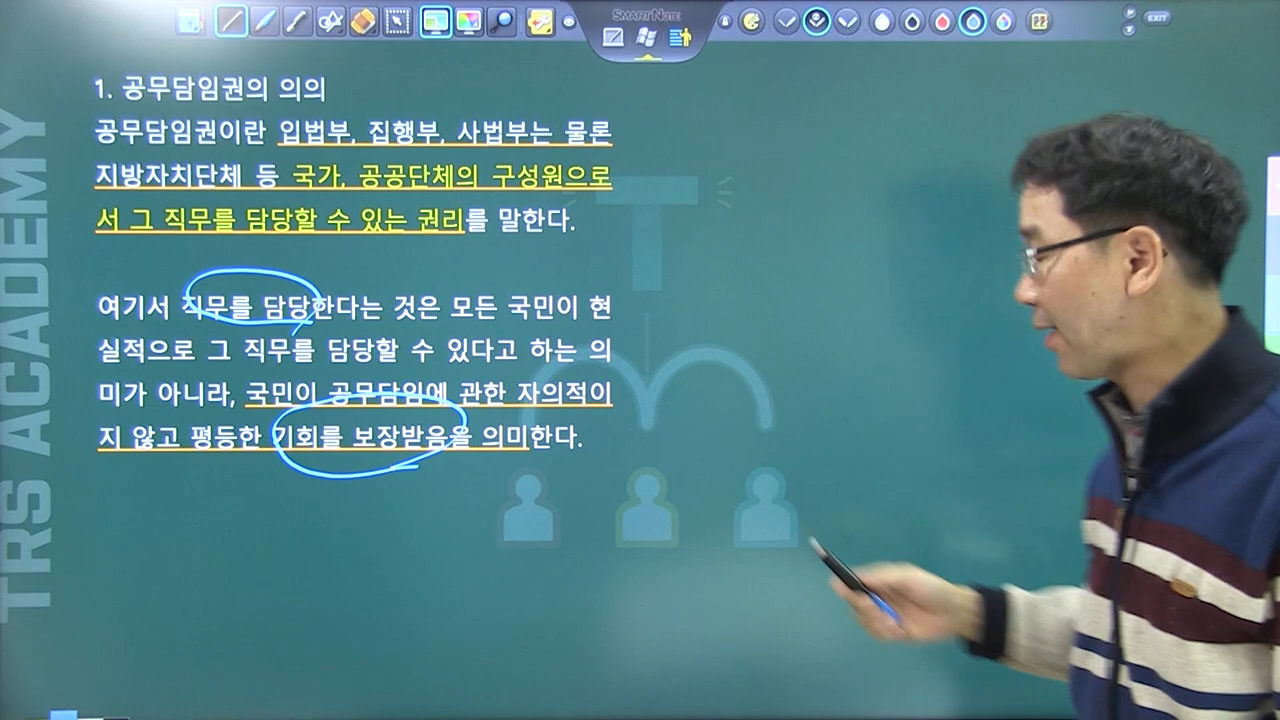 SMARTNOTE
EXIT
TRS ACADEMY
1. 공무담임권의 의의
공무담임권이란 입법부, 집행부, 사법부는 물론
지방자치단체 등 국가, 공공단체의 구성원으로
서 그 직무를 담당할 수 있는 권리를 말한다.
여기서 직무를 담당한다는 것은 모든 국민이 현
실적으로 그 직무를 담당할 수 있다고 하는 의
미가 아니라, 국민이 공무담임에 관한 자의적이
지 않고 평등한 기회를 보장받음을 의미한다.